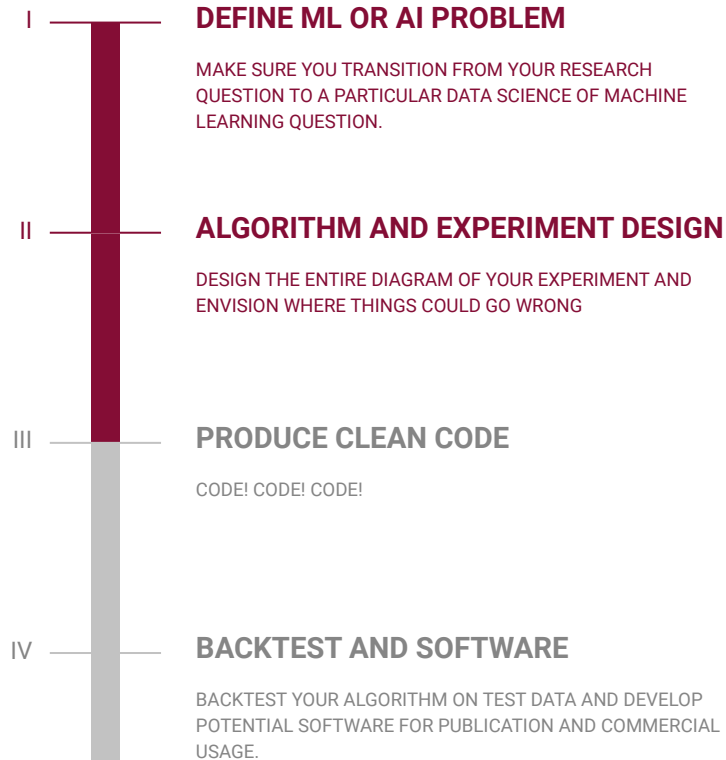 I
DEFINE ML OR AI PROBLEM
MAKE SURE YOU TRANSITION FROM YOUR RESEARCH
QUESTION TO A PARTICULAR DATA SCIENCE OF MACHINE
LEARNING QUESTION.
II
ALGORITHM AND EXPERIMENT DESIGN
DESIGN THE ENTIRE DIAGRAM OF YOUR EXPERIMENT AND
ENVISION WHERE THINGS COULD GO WRONG
III
PRODUCE CLEAN CODE
CODE! CODE! CODE!
IV
BACKTEST AND SOFTWARE
BACKTEST YOUR ALGORITHM ON TEST DATA AND DEVELOP
POTENTIAL SOFTWARE FOR PUBLICATION AND COMMERCIAL
USAGE.